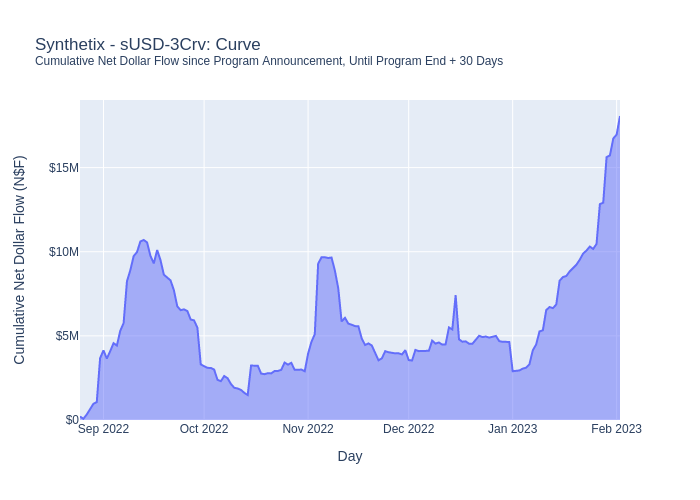 Synthetix - sUSD-3Crv: Curve
Cumulative Net Dollar Flow since Program Announcement, Until Program End + 30 Days
Cumulative Net Dollar Flow (N$F)
$15M
$10M
$5M
$0
Sep 2022
Oct 2022
Nov 2022
Dec 2022
Jan 2023
Feb 2023
Day